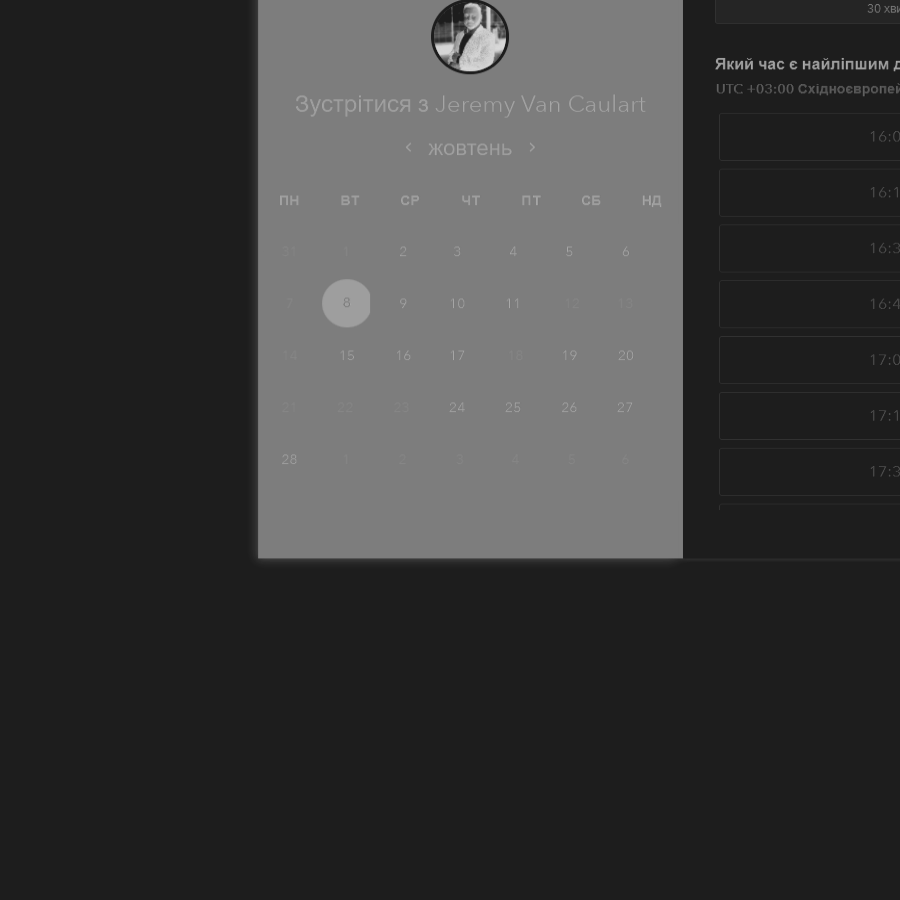 Зустрітися з Jeremy Van Caulart
жовтень
ПН ВТ СР ЧТ ПТ СБ НД
31 1 2 3 4 5 6
7 8 9 10 11 12 13
14 15 16 17 18 19 20
21 22 23 24 25 26 27
28 1 2 3 4 5 6
30 хви
Який час є найліпшим д
UTC +03:00 Східноєвропей
16:0
16:1
16:3
16:4
17:0
17:1
17:3